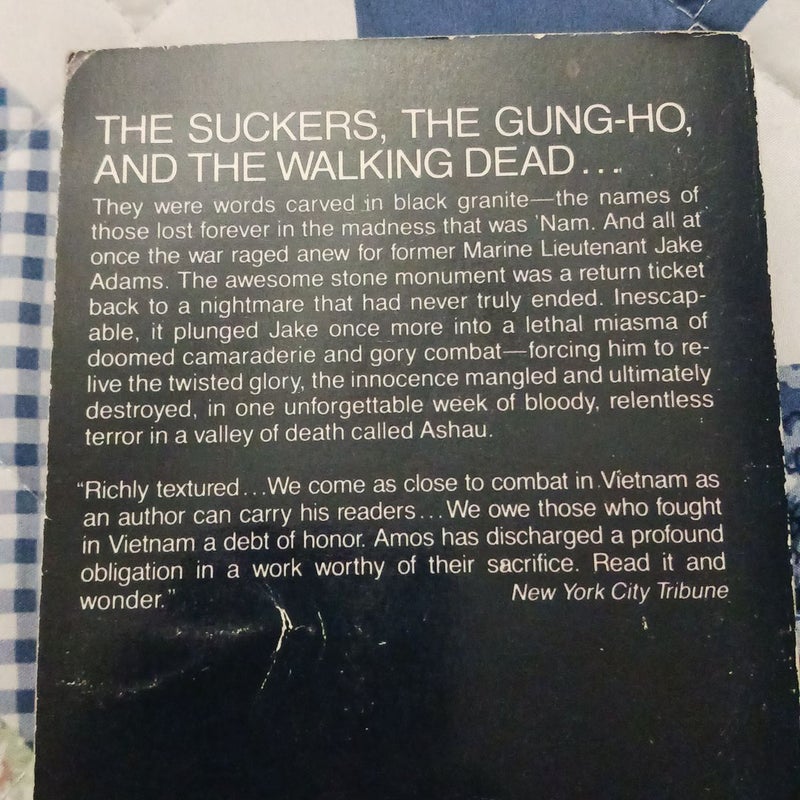 THE SUCKERS, THE GUNG-HO,
AND THE WALKING DEAD...
They were words carved in black granite—the names of
those lost forever in the madness that was 'Nam. And all at
once the war raged anew for former Marine Lieutenant Jake
Adams. The awesome stone monument was a return ticket
back to a nightmare that had never truly ended. Inescap-
able, it plunged Jake once more into a lethal miasma of
doomed camaraderie and gory combat—forcing him to re-
live the twisted glory, the innocence mangled and ultimately
destroyed, in one unforgettable week of bloody, relentless
terror in a valley of death called Ashau.
"Richly textured...We come as close to combat in Vietnam as
an author can carry his readers...We owe those who fought
in Vietnam a debt of honor. Amos has discharged a profound
obligation in a work worthy of their sacrifice. Read it and
wonder." New York City Tribune